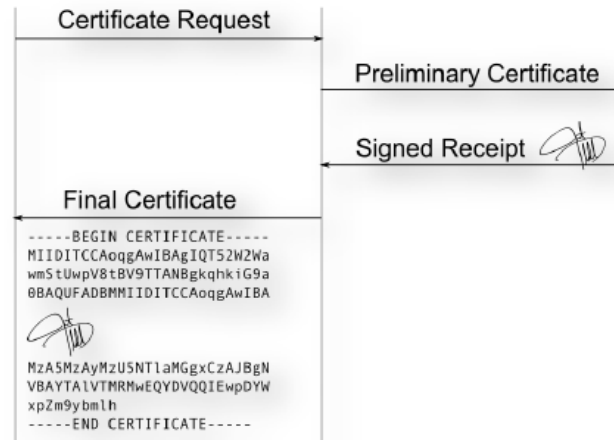 Certificate Request
Preliminary Certificate
Signed Receipt
Final Certificate
-----BEGIN CERTIFICATE-----
MIIDITCCAoqgAwIBAgIQT52W2Wa
wmStUwpV8tBV9TTANBgkqhkiG9a
0BAQUFADBMMIIDITCCAoqgAwIBA
MzA5MzAyMzU5NTlaMGgxCzAJBgN
VBAYTAlVTMRMwEQYDVQQIEwpDYW
xpZm9ybmlh
-----END CERTIFICATE-----